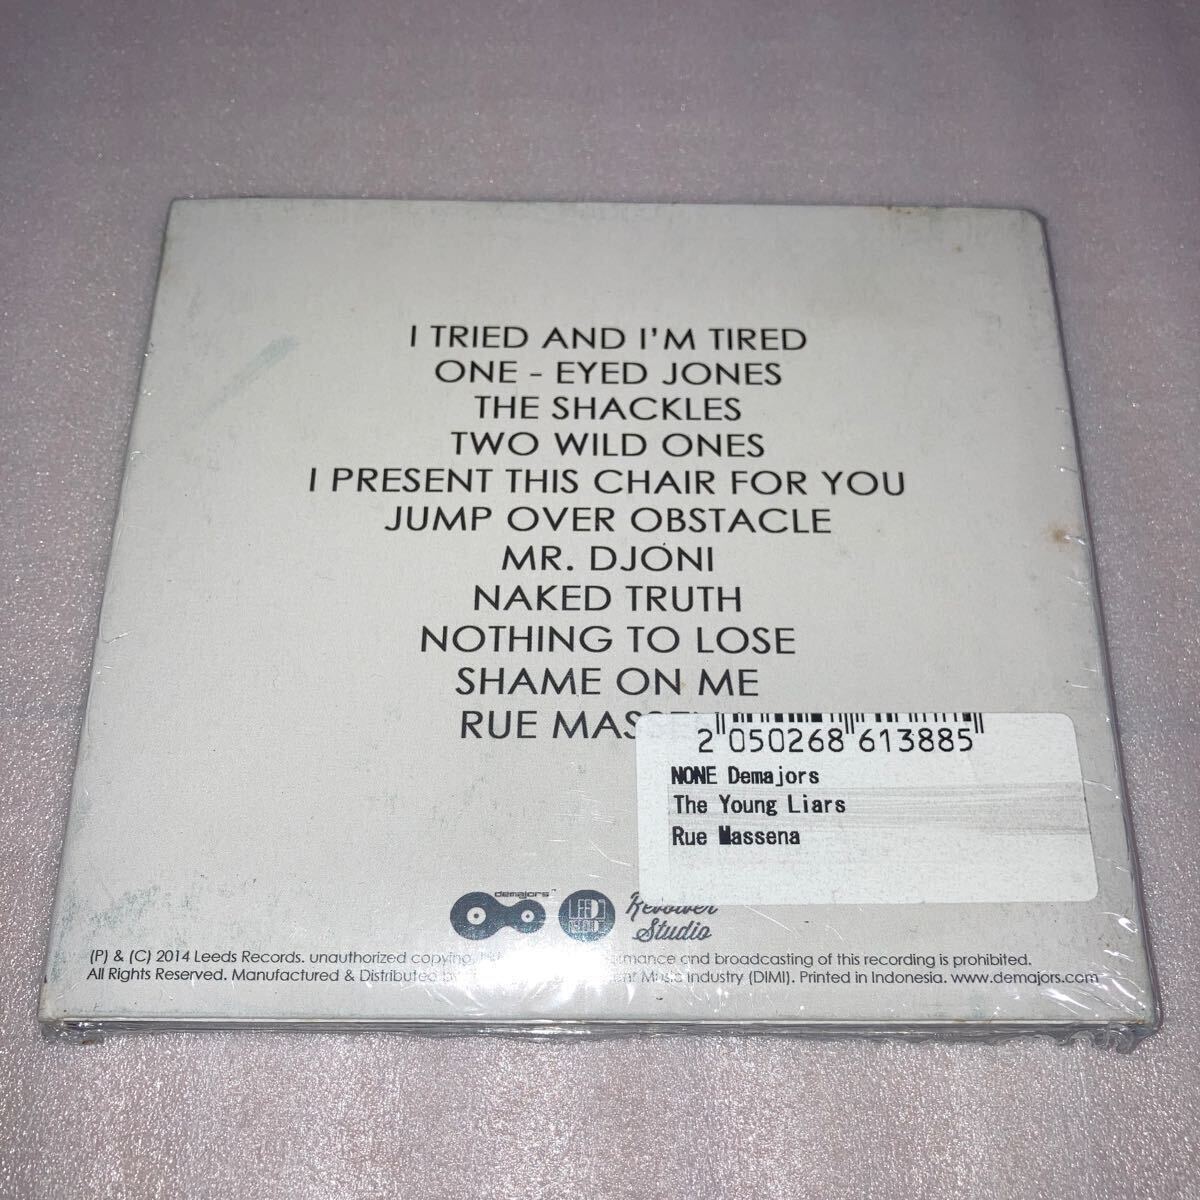 I TRIED AND I'M TIRED
ONE - EYED JONES
THE SHACKLES
TWO WILD ONES
I PRESENT THIS CHAIR FOR YOU
JUMP OVER OBSTACLE
MR. DJONI
NAKED TRUTH
NOTHING TO LOSE
SHAME ON ME
RUE
2 050268 613885
NONE Demajors
The Young Liars
Rue Massena
demajors™
LEEDS
Revolver
Studio
(P) & (C) 2014 Leeds Records. unauthorized copying, and broadcasting of this recording is prohibited.
All Rights Reserved. Manufactured & Distributed by Music Industry (DIMI). Printed in Indonesia. www.demajors.com